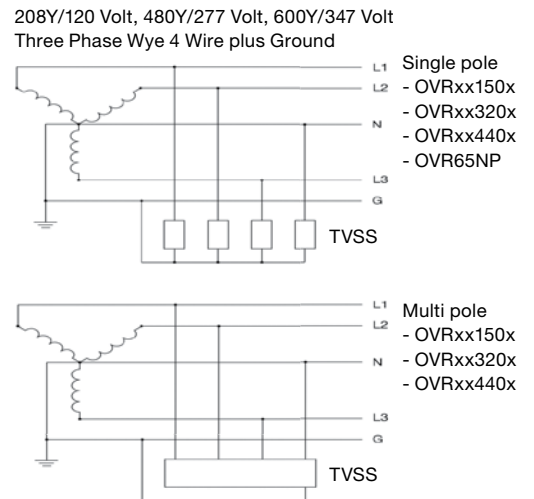 208Y/120 Volt, 480Y/277 Volt, 600Y/347 Volt
Three Phase Wye 4 Wire plus Ground
L1
L2
N
L3
G
TVSS
Single pole
- OVRxx150x
- OVRxx320x
- OVRxx440x
- OVR65NP
L1
L2
N
L3
G
TVSS
Multi pole
- OVRxx150x
- OVRxx320x
- OVRxx440x